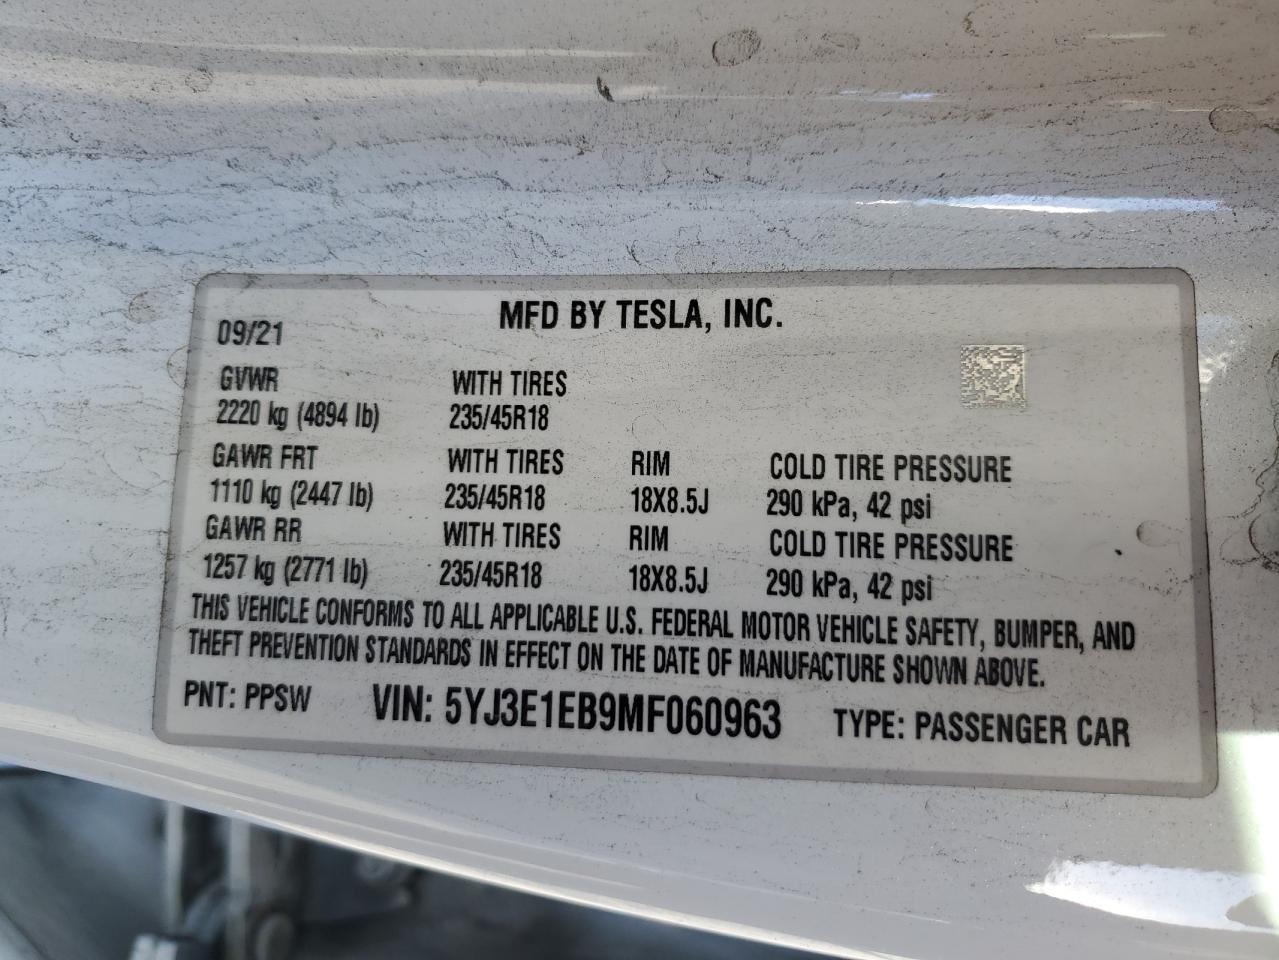 MFD BY TESLA, INC.
09/21
GVWR WITH TIRES
2220 kg (4894 lb) 235/45R18
GAWR FRT WITH TIRES RIM COLD TIRE PRESSURE
1110 kg (2447 lb) 235/45R18 18X8.5J 290 kPa, 42 psi
GAWR RR WITH TIRES RIM COLD TIRE PRESSURE
1257 kg (2771 lb) 235/45R18 18X8.5J 290 kPa, 42 psi
THIS VEHICLE CONFORMS TO ALL APPLICABLE U.S. FEDERAL MOTOR VEHICLE SAFETY, BUMPER, AND
THEFT PREVENTION STANDARDS IN EFFECT ON THE DATE OF MANUFACTURE SHOWN ABOVE.
PNT: PPSW VIN: 5YJ3E1EB9MF060963 TYPE: PASSENGER CAR